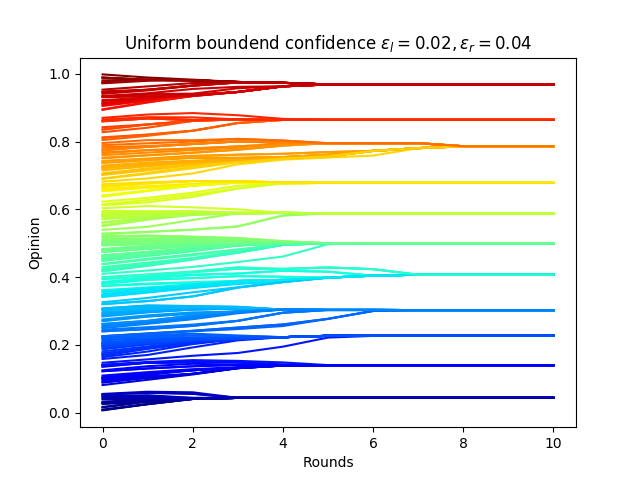 Uniform boundend confidence $\epsilon_l = 0.02, \epsilon_r = 0.04$
1.0
0.8
0.6
0.4
0.2
0.0
Opinion
0 2 4 6 8 10
Rounds